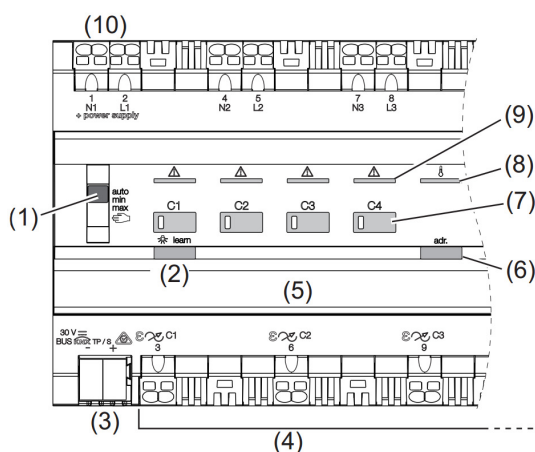 (10)
1 2 4 5 7 8
N1 L1 N2 L2 N3 L3
+ power supply
(9)
(8)
(1)
auto
min
max
C1 C2 C3 C4
(7)
learn
adr.
(2)
(6)
(5)
30 V
BUS TP / S
- +
C1 C2 C3
3 6 9
(3)
(4)